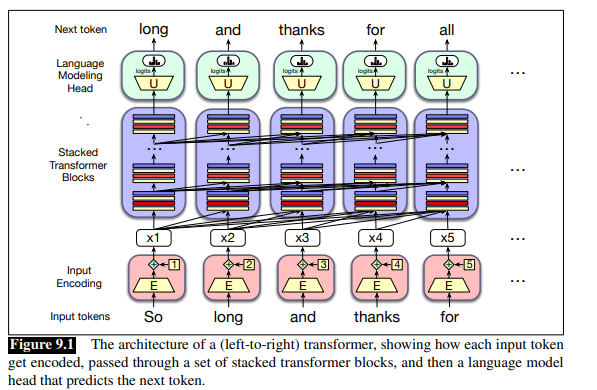 Next token long and thanks for all
Language
Modeling
Head
logits logits logits logits logits
U U U U U
...
Stacked
Transformer
Blocks
... ... ... ... ...
...
x1 x2 x3 x4 x5 ...
Input
Encoding
+ 1 + 2 + 3 + 4 + 5
E E E E E
...
Input tokens So long and thanks for
Figure 9.1 The architecture of a (left-to-right) transformer, showing how each input token
get encoded, passed through a set of stacked transformer blocks, and then a language model
head that predicts the next token.